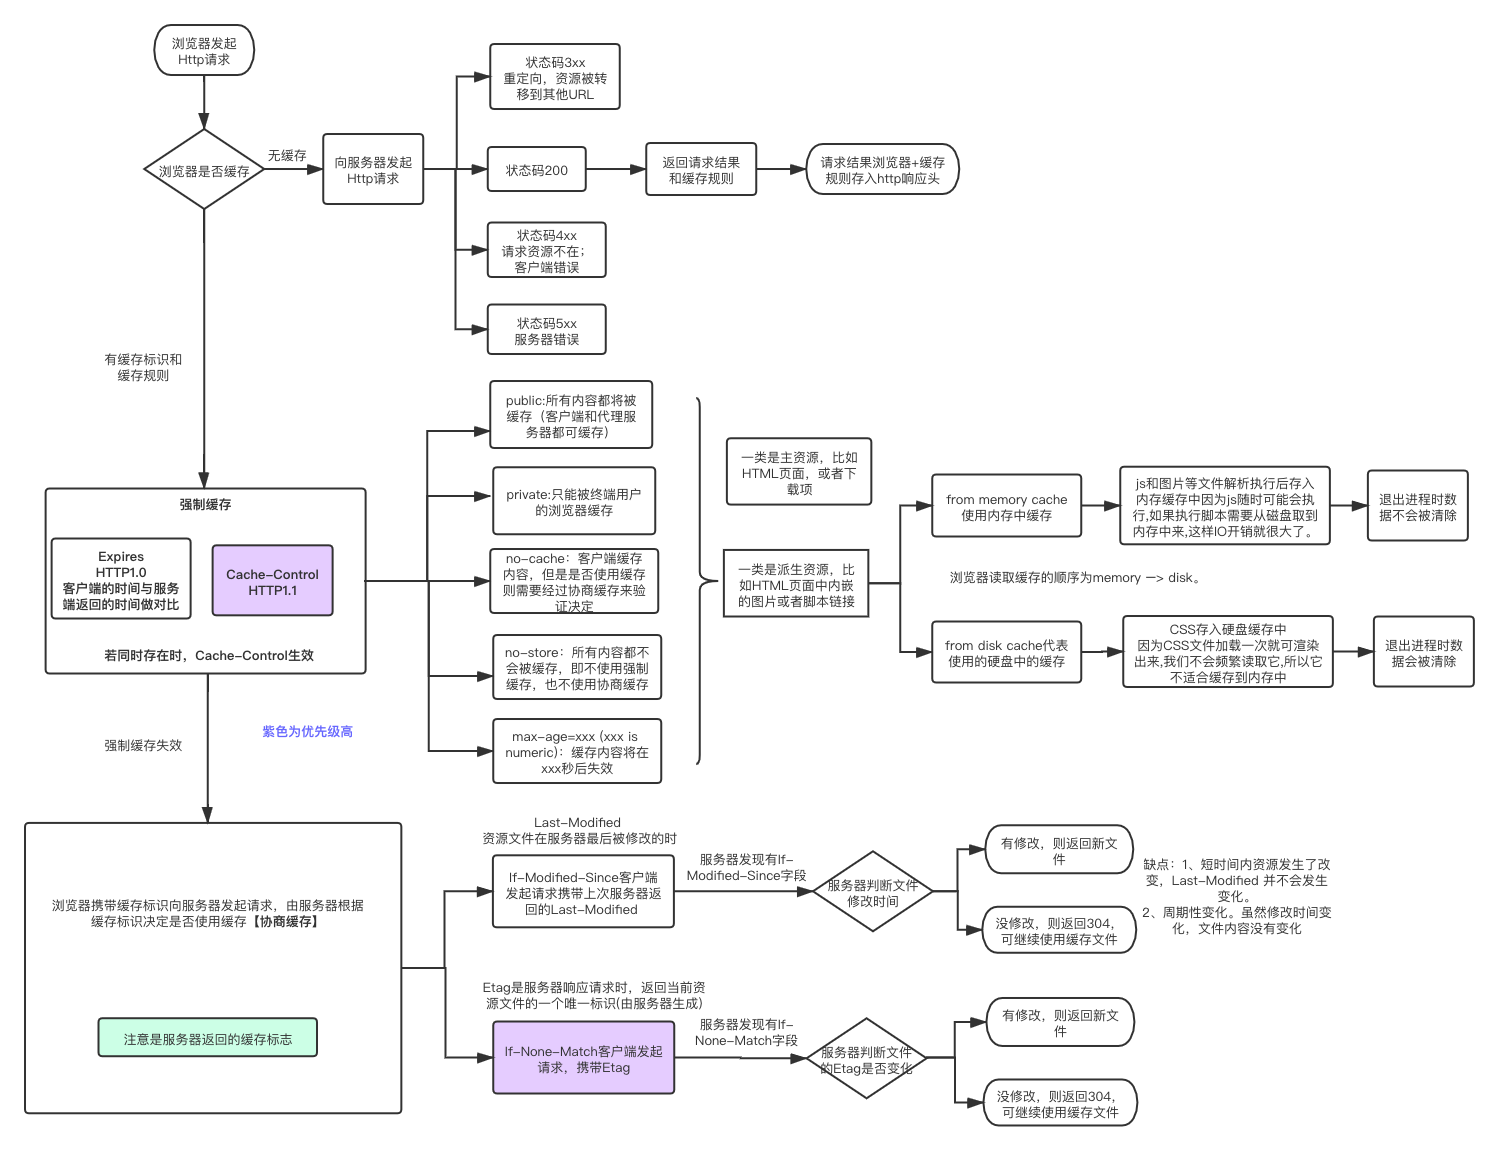 浏览器发起
Http请求
浏览器是否缓存
无缓存
向服务器发起
Http请求
状态码3xx
重定向，资源被转
移到其他URL
状态码200
返回请求结果
和缓存规则
请求结果浏览器+缓存
规则存入http响应头
状态码4xx
请求资源不在；
客户端错误
状态码5xx
服务器错误
有缓存标识和
缓存规则
强制缓存
Expires
HTTP1.0
客户端的时间与服务
端返回的时间做对比
Cache-Control
HTTP1.1
若同时存在时，Cache-Control生效
public:所有内容都将被
缓存（客户端和代理服
务器都可缓存）
private:只能被终端用户
的浏览器缓存
no-cache：客户端缓存
内容，但是是否使用缓存
则需要经过协商缓存来验
证决定
no-store：所有内容都不
会被缓存，即不使用强制
缓存，也不使用协商缓存
max-age=xxx (xxx is
numeric)：缓存内容将在
xxx秒后失效
一类是主资源，比如
HTML页面，或者下
载项
一类是派生资源，比
如HTML页面中内嵌
的图片或者脚本链接
from memory cache
使用内存中缓存
js和图片等文件解析执行后存入
内存缓存中因为js随时可能会执
行,如果执行脚本需要从磁盘取到
内存中来,这样IO开销就很大了。
退出进程时数
据不会被清除
浏览器读取缓存的顺序为memory —> disk。
from disk cache代表
使用的硬盘中的缓存
CSS存入硬盘缓存中
因为CSS文件加载一次就可渲染
出来,我们不会频繁读取它,所以它
不适合缓存到内存中
退出进程时数
据会被清除
强制缓存失效
紫色为优先级高
浏览器携带缓存标识向服务器发起请求，由服务器根据
缓存标识决定是否使用缓存【协商缓存】
注意是服务器返回的缓存标志
Last-Modified
资源文件在服务器最后被修改的时
If-Modified-Since客户端
发起请求携带上次服务器返
回的Last-Modified
服务器发现有If-
Modified-Since字段
服务器判断文件
修改时间
有修改，则返回新文
件
没修改，则返回304，
可继续使用缓存文件
缺点：1、短时间内资源发生了改
变，Last-Modified 并不会发生
变化。
2、周期性变化。虽然修改时间变
化，文件内容没有变化
Etag是服务器响应请求时，返回当前资
源文件的一个唯一标识(由服务器生成)
If-None-Match客户端发起
请求，携带Etag
服务器发现有If-
None-Match字段
服务器判断文件
的Etag是否变化
有修改，则返回新文
件
没修改，则返回304，
可继续使用缓存文件